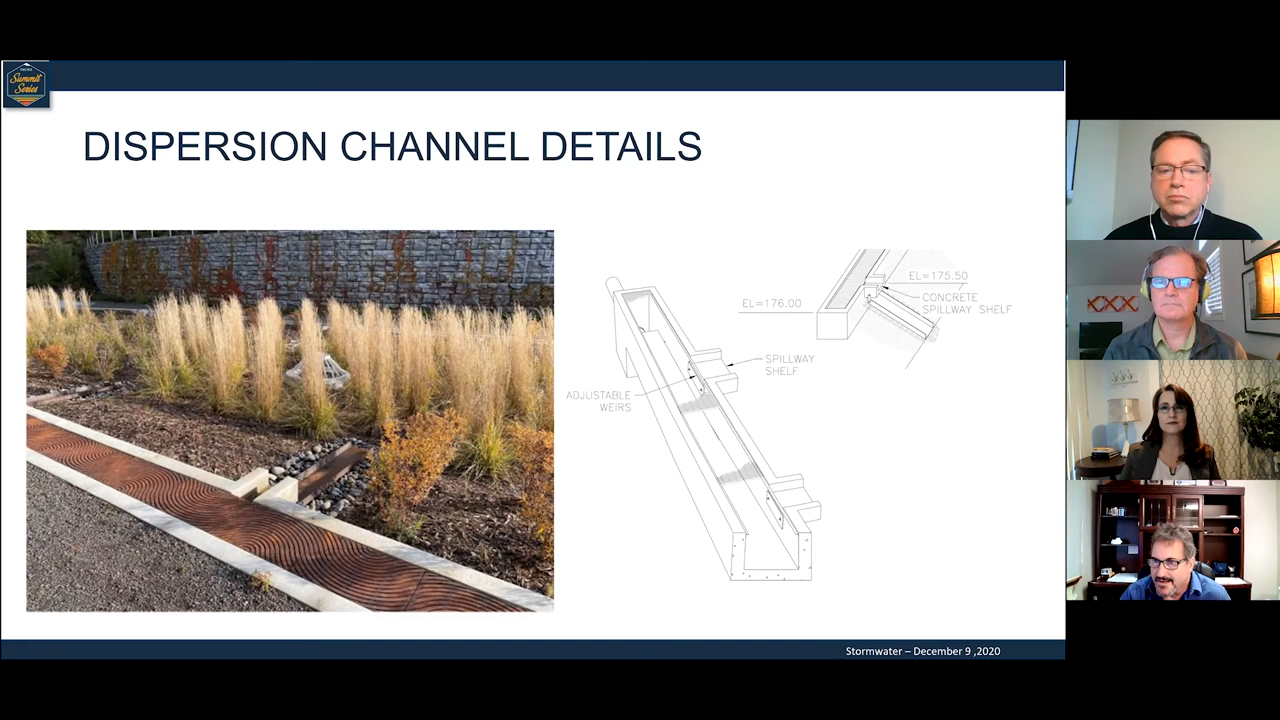 PACIFIC
Summit
Series
DISPERSION CHANNEL DETAILS
EL=176.00
EL=175.50
CONCRETE
SPILLWAY SHELF
SPILLWAY
SHELF
ADJUSTABLE
WEIRS
Stormwater – December 9 ,2020